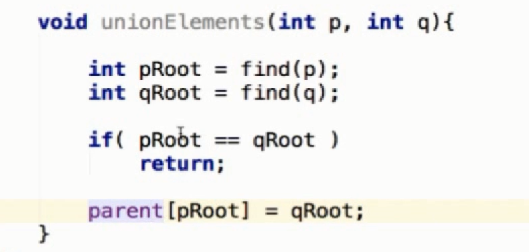 void unionElements(int p, int q){
int pRoot = find(p);
int qRoot = find(q);
if( pRoot == qRoot )
return;
parent[pRoot] = qRoot;
}